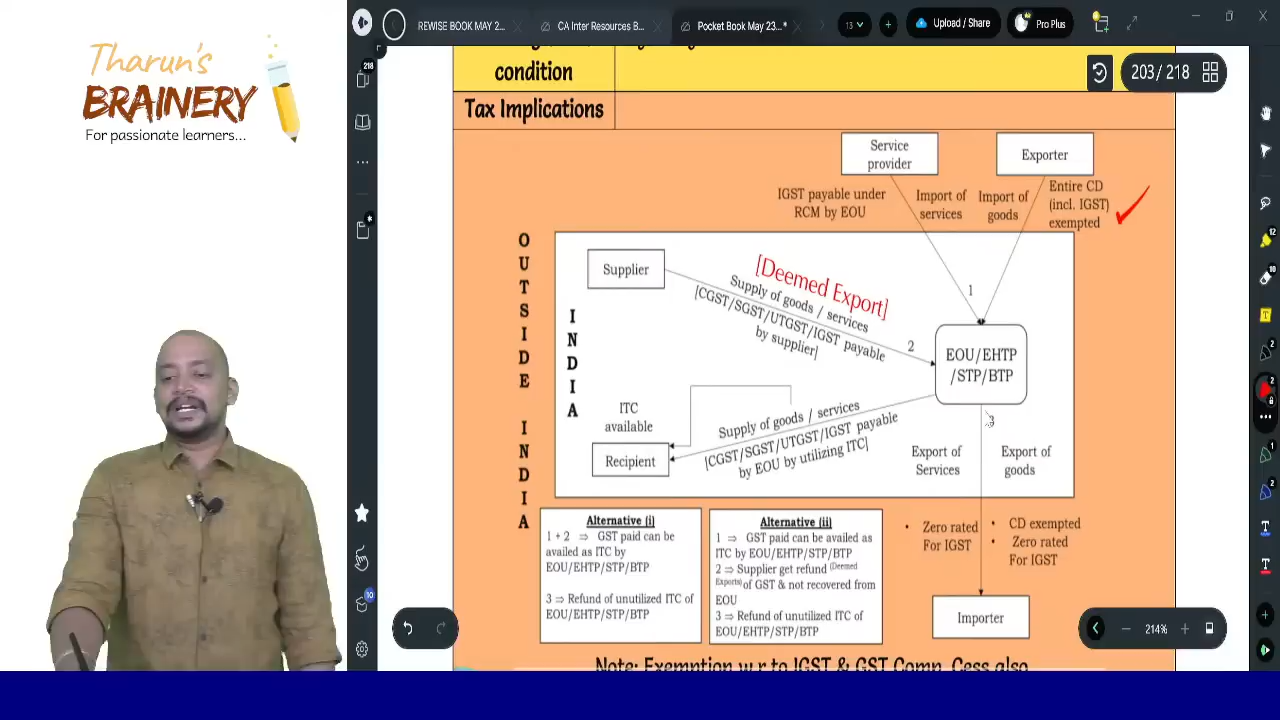 Tharun's
BRAINERY
For passionate learners...
REWISE BOOK MAY 2...
CA Inter Resources B...
Pocket Book May 23...*
13
Upload / Share
Pro Plus
218
condition
203 / 218
Tax Implications
Service
provider
Exporter
IGST payable under
RCM by EOU
Import of
services
Import of
goods
Entire CD
(incl. IGST)
exempted
OUTSIDE INDIA
INDIA
Supplier
[Deemed Export]
Supply of goods / services
[CGST/SGST/UTGST/IGST payable
by supplier]
1
2
EOU/EHTP
/STP/BTP
3
ITC
available
Recipient
Supply of goods / services
[CGST/SGST/UTGST/IGST payable
by EOU by utilizing ITC]
Export of
Services
Export of
goods
Alternative (i)
1 + 2 ⇒ GST paid can be
availed as ITC by
EOU/EHTP/STP/BTP
3 ⇒ Refund of unutilized ITC of
EOU/EHTP/STP/BTP
Alternative (ii)
1 ⇒ GST paid can be availed as
ITC by EOU/EHTP/STP/BTP
2 ⇒ Supplier get refund (Deemed
Exports) of GST & not recovered from
EOU
3 ⇒ Refund of unutilized ITC of
EOU/EHTP/STP/BTP
• Zero rated
For IGST
• CD exempted
• Zero rated
For IGST
Importer
10
214%
Note: Exemption w.r to IGST & GST Comp. Cess also